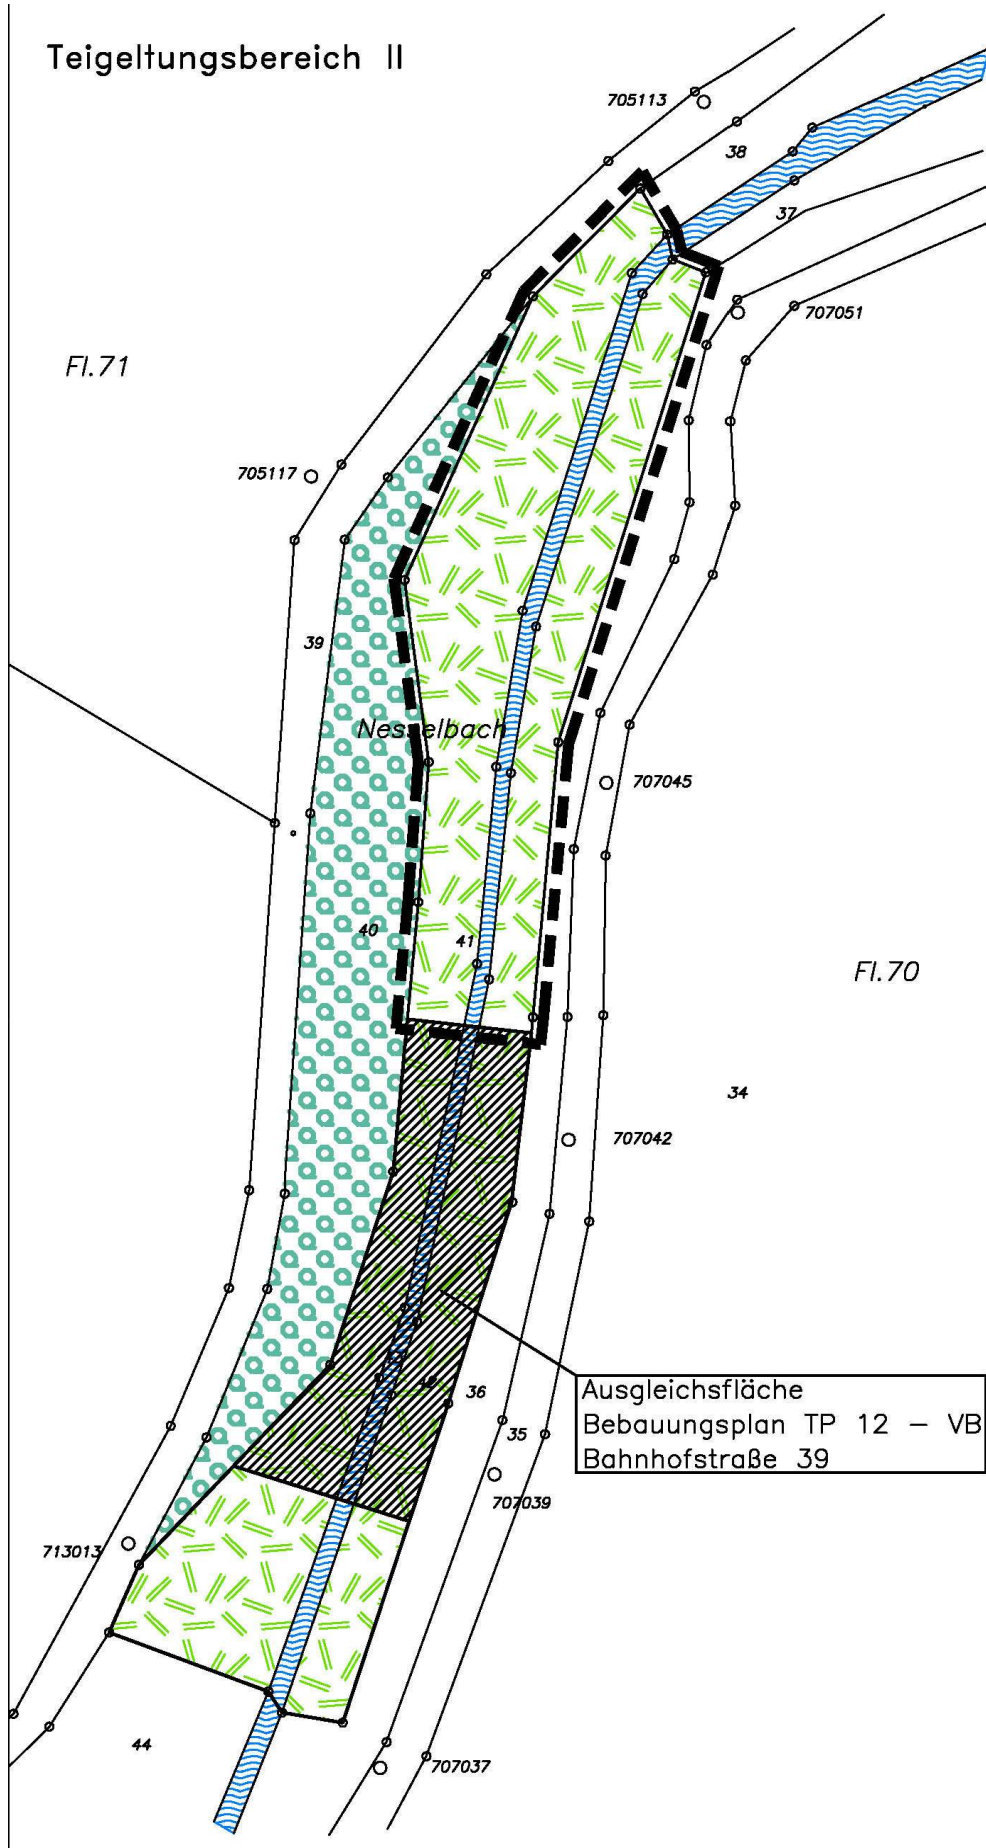 Teigeltungsbereich II
705113
38
37
707051
Fl.71
705117
39
Nesselbach
707045
40
41
Fl.70
34
707042
42
36
Ausgleichsfläche
35
Bebauungsplan TP 12 – VB
Bahnhofstraße 39
707039
713013
44
707037